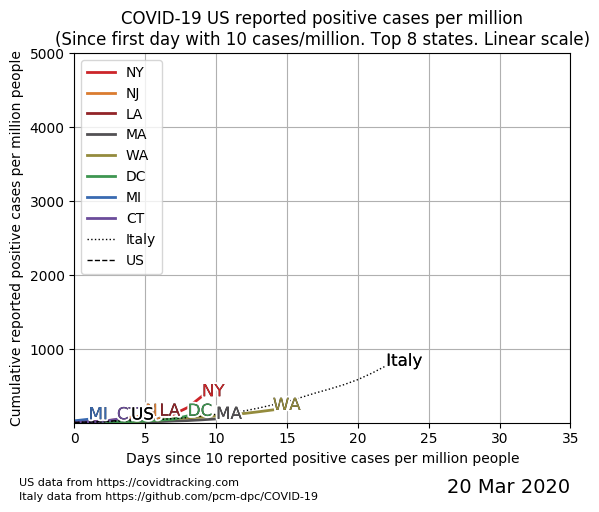 COVID-19 US reported positive cases per million
(Since first day with 10 cases/million. Top 8 states. Linear scale)
Cumulative reported positive cases per million people
5000
4000
3000
2000
1000
NY
NJ
LA
MA
WA
DC
MI
CT
Italy
US
Italy
NY
WA
MI
US
LA
DC
MA
0
5
10
15
20
25
30
35
Days since 10 reported positive cases per million people
US data from https://covidtracking.com
Italy data from https://github.com/pcm-dpc/COVID-19
20 Mar 2020